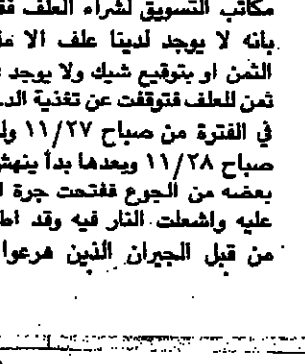 مكاتب التسويق لشراء العلف فق
بأنه لا يوجد لدينا علف الا مق
الثمن او بتوقيع شيك ولا يوجد
ثمن للعلف فتوقفت عن تغذية الد
في الفترة من صباح ١١/٢٧ ول
صباح ١١/٢٨ وبعدها بدأ ينهش
بعضه من الجوع ففتحت جرة ا
عليه واشعلت النار فيه وقد اط
من قبل الجيران الذين هرعوا